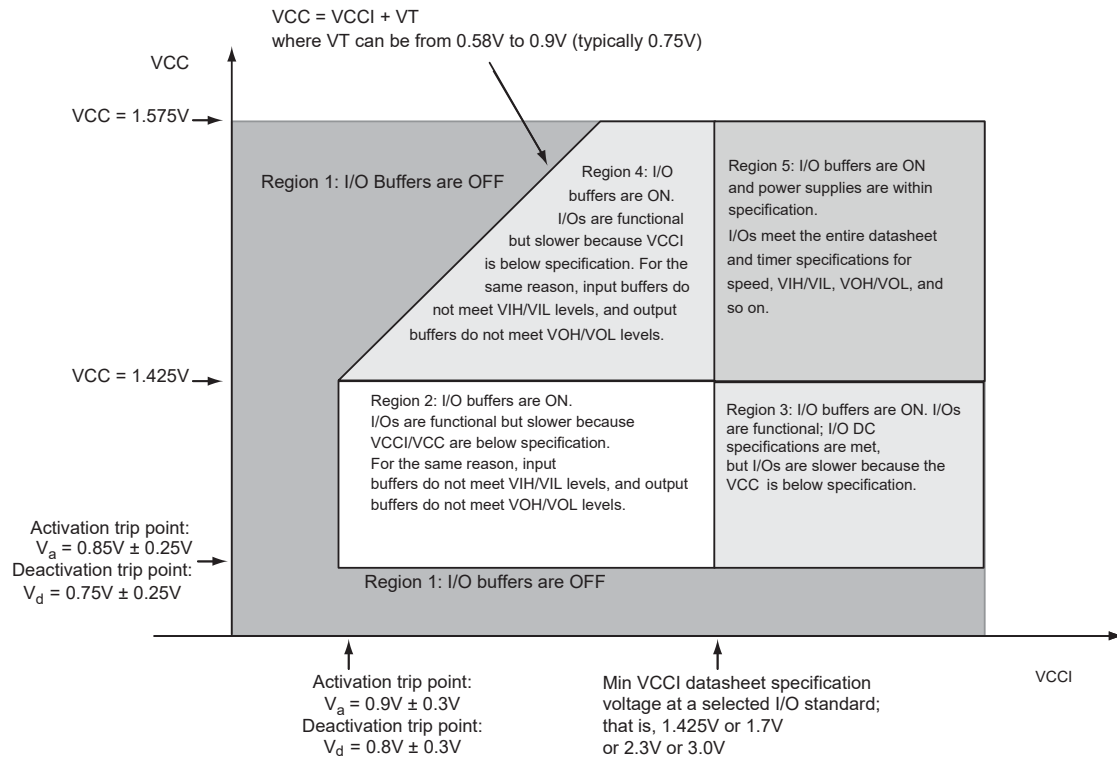 VCC = VCCI + VT
where VT can be from 0.58V to 0.9V (typically 0.75V)
VCC
VCC = 1.575V
Region 1: I/O Buffers are OFF
Region 4: I/O
buffers are ON.
I/Os are functional
but slower because VCCI
is below specification. For the
same reason, input buffers do
not meet VIH/VIL levels, and output
buffers do not meet VOH/VOL levels.
Region 5: I/O buffers are ON
and power supplies are within
specification.
I/Os meet the entire datasheet
and timer specifications for
speed, VIH/VIL, VOH/VOL, and
so on.
VCC = 1.425V
Region 2: I/O buffers are ON.
I/Os are functional but slower because
VCCI/VCC are below specification.
For the same reason, input
buffers do not meet VIH/VIL levels, and output
buffers do not meet VOH/VOL levels.
Region 3: I/O buffers are ON. I/Os
are functional; I/O DC
specifications are met,
but I/Os are slower because the
VCC is below specification.
Activation trip point:
Va = 0.85V ± 0.25V
Deactivation trip point:
Vd = 0.75V ± 0.25V
Region 1: I/O buffers are OFF
VCCI
Activation trip point:
Va = 0.9V ± 0.3V
Deactivation trip point:
Vd = 0.8V ± 0.3V
Min VCCI datasheet specification
voltage at a selected I/O standard;
that is, 1.425V or 1.7V
or 2.3V or 3.0V